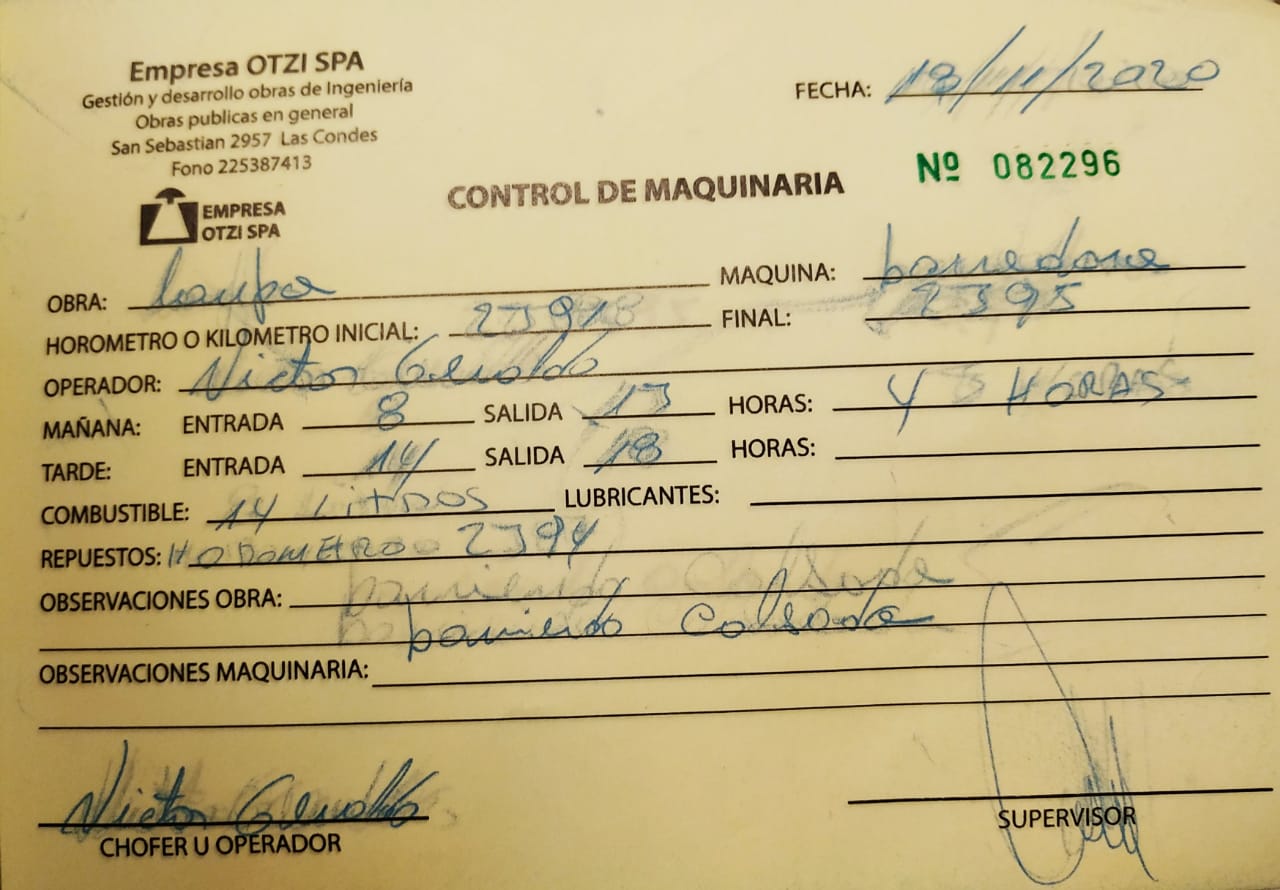 Empresa OTZI SPA
Gestión y desarrollo obras de Ingeniería
Obras publicas en general
San Sebastian 2957 Las Condes
Fono 225387413
EMPRESA
OTZI SPA
FECHA: 18/11/2020
Nº 082296
CONTROL DE MAQUINARIA
OBRA: Lampa MAQUINA: barredora
HOROMETRO O KILOMETRO INICIAL: 2391 FINAL: 2395
OPERADOR: Victor Geraldo
MAÑANA: ENTRADA 8 SALIDA 13 HORAS: 4 HORAS
TARDE: ENTRADA 14 SALIDA 18 HORAS:
COMBUSTIBLE: 14 LITROS LUBRICANTES:
REPUESTOS: HODOMETRO 2394
OBSERVACIONES OBRA:
barriendo Calsada
OBSERVACIONES MAQUINARIA:
Victor Geraldo
CHOFER U OPERADOR
SUPERVISOR